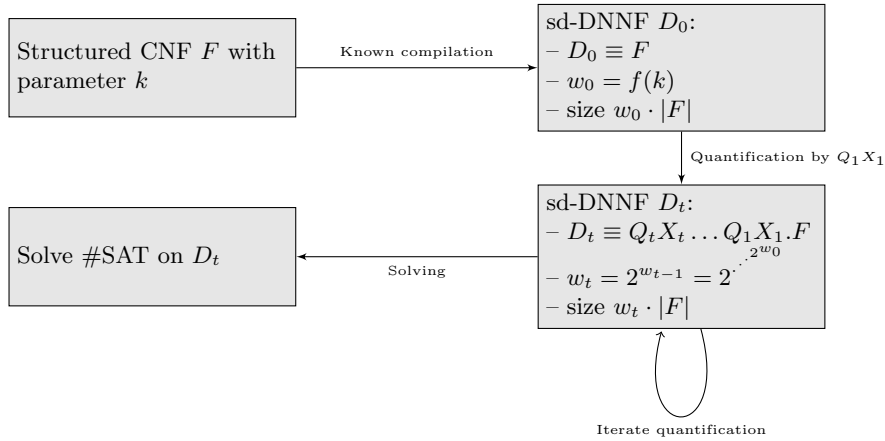 Structured CNF F with
parameter k
Known compilation
sd-DNNF D₀:
– D₀ ≡ F
– w₀ = f(k)
– size w₀ · |F|
Quantification by Q₁X₁
sd-DNNF Dₜ:
– Dₜ ≡ QₜXₜ … Q₁X₁.F
– wₜ = 2^{w_{t−1}} = 2^{⋰^{2^{w₀}}}
– size wₜ · |F|
Solving
Solve #SAT on Dₜ
Iterate quantification